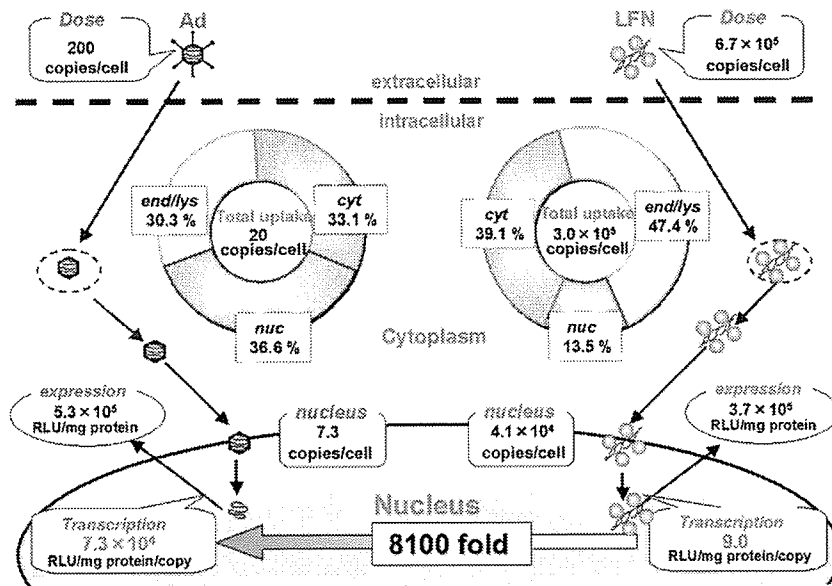 Dose
200
copies/cell
Ad
LFN
Dose
6.7 × 10⁵
copies/cell
extracellular
intracellular
end/lys
30.3 %
Total uptake
20
copies/cell
cyt
33.1 %
nuc
36.6 %
cyt
39.1 %
Total uptake
3.0 × 10⁵
copies/cell
end/lys
47.4 %
nuc
13.5 %
Cytoplasm
expression
5.3 × 10⁵
RLU/mg protein
nucleus
7.3
copies/cell
nucleus
4.1 × 10⁴
copies/cell
expression
3.7 × 10⁵
RLU/mg protein
Nucleus
Transcription
7.3 × 10⁴
RLU/mg protein/copy
8100 fold
Transcription
9.0
RLU/mg protein/copy